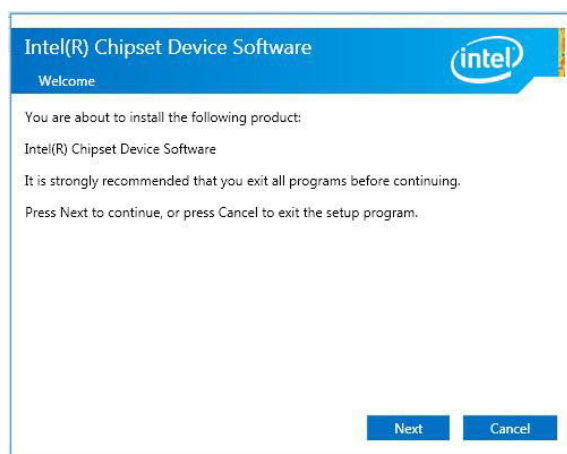 Intel(R) Chipset Device Software
intel
Welcome
You are about to install the following product:
Intel(R) Chipset Device Software
It is strongly recommended that you exit all programs before continuing.
Press Next to continue, or press Cancel to exit the setup program.
Next
Cancel